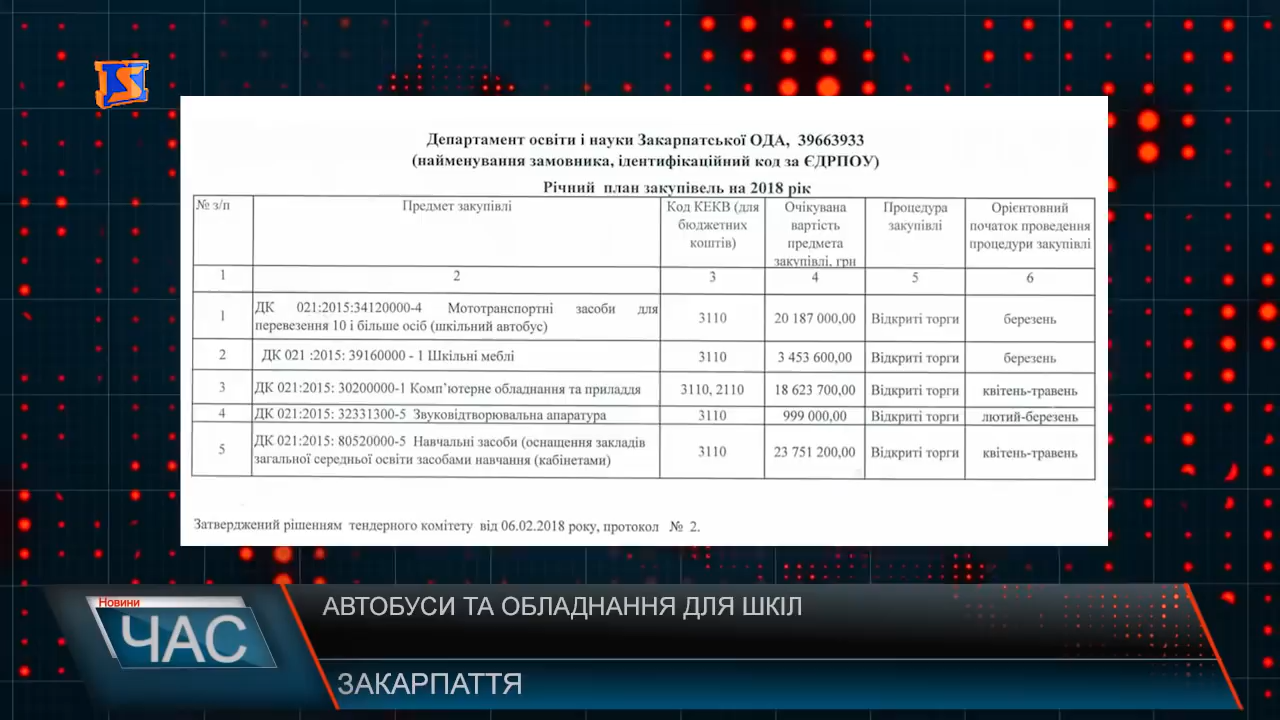 Департамент освіти і науки Закарпатської ОДА, 39663933
(найменування замовника, ідентифікаційний код за ЄДРПОУ)
Річний план закупівель на 2018 рік
№ з/п Предмет закупівлі Код КЕКВ (для бюджетних коштів) Очікувана вартість предмета закупівлі, грн Процедура закупівлі Орієнтовний початок проведення процедури закупівлі
1 2 3 4 5 6
1 ДК 021:2015:34120000-4 Мототранспортні засоби для перевезення 10 і більше осіб (шкільний автобус) 3110 20 187 000,00 Відкриті торги березень
2 ДК 021 :2015: 39160000 - 1 Шкільні меблі 3110 3 453 600,00 Відкриті торги березень
3 ДК 021:2015: 30200000-1 Комп’ютерне обладнання та приладдя 3110, 2110 18 623 700,00 Відкриті торги квітень-травень
4 ДК 021:2015: 32331300-5 Звуковідтворювальна апаратура 3110 999 000,00 Відкриті торги лютий-березень
5 ДК 021:2015: 80520000-5 Навчальні засоби (оснащення закладів загальної середньої освіти засобами навчання (кабінетами) 3110 23 751 200,00 Відкриті торги квітень-травень
Затверджений рішенням тендерного комітету від 06.02.2018 року, протокол № 2.
Новини
ЧАС
АВТОБУСИ ТА ОБЛАДНАННЯ ДЛЯ ШКІЛ
ЗАКАРПАТТЯ